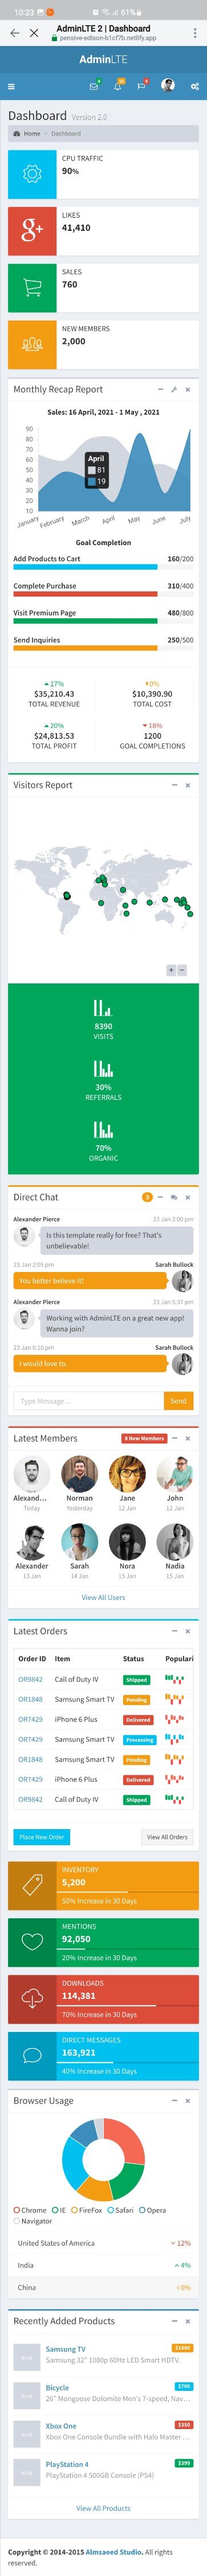 10:23
61%
AdminLTE 2 | Dashboard
pensive-edison-b1cf7b.netlify.app
AdminLTE
Dashboard Version 2.0
Home > Dashboard
CPU TRAFFIC
90%
LIKES
41,410
SALES
760
NEW MEMBERS
2,000
Monthly Recap Report
Sales: 16 April, 2021 - 1 May , 2021
90
80
70
60
50
40
30
20
10
April
81
19
January February March April May June July
Goal Completion
Add Products to Cart 160/200
Complete Purchase 310/400
Visit Premium Page 480/800
Send Inquiries 250/500
17% 0%
$35,210.43 $10,390.90
TOTAL REVENUE TOTAL COST
20% 18%
$24,813.53 1200
TOTAL PROFIT GOAL COMPLETIONS
Visitors Report
+ −
8390
VISITS
30%
REFERRALS
70%
ORGANIC
Direct Chat 3
Alexander Pierce 23 Jan 2:00 pm
Is this template really for free? That's
unbelievable!
23 Jan 2:05 pm Sarah Bullock
You better believe it!
Alexander Pierce 23 Jan 5:37 pm
Working with AdminLTE on a great new app!
Wanna join?
23 Jan 6:10 pm Sarah Bullock
I would love to.
Type Message ... Send
Latest Members 8 New Members
Alexand... Norman Jane John
Today Yesterday 12 Jan 12 Jan
Alexander Sarah Nora Nadia
13 Jan 14 Jan 15 Jan 15 Jan
View All Users
Latest Orders
Order ID Item Status Populari
OR9842 Call of Duty IV Shipped
OR1848 Samsung Smart TV Pending
OR7429 iPhone 6 Plus Delivered
OR7429 Samsung Smart TV Processing
OR1848 Samsung Smart TV Pending
OR7429 iPhone 6 Plus Delivered
OR9842 Call of Duty IV Shipped
Place New Order View All Orders
INVENTORY
5,200
50% Increase in 30 Days
MENTIONS
92,050
20% Increase in 30 Days
DOWNLOADS
114,381
70% Increase in 30 Days
DIRECT MESSAGES
163,921
40% Increase in 30 Days
Browser Usage
Chrome IE FireFox Safari Opera
Navigator
United States of America 12%
India 4%
China 0%
Recently Added Products
Samsung TV $1800
Samsung 32" 1080p 60Hz LED Smart HDTV.
Bicycle $700
26" Mongoose Dolomite Men's 7-speed, Nav...
Xbox One $350
Xbox One Console Bundle with Halo Master ...
PlayStation 4 $399
PlayStation 4 500GB Console (PS4)
View All Products
Copyright © 2014-2015 Almsaeed Studio. All rights
reserved.